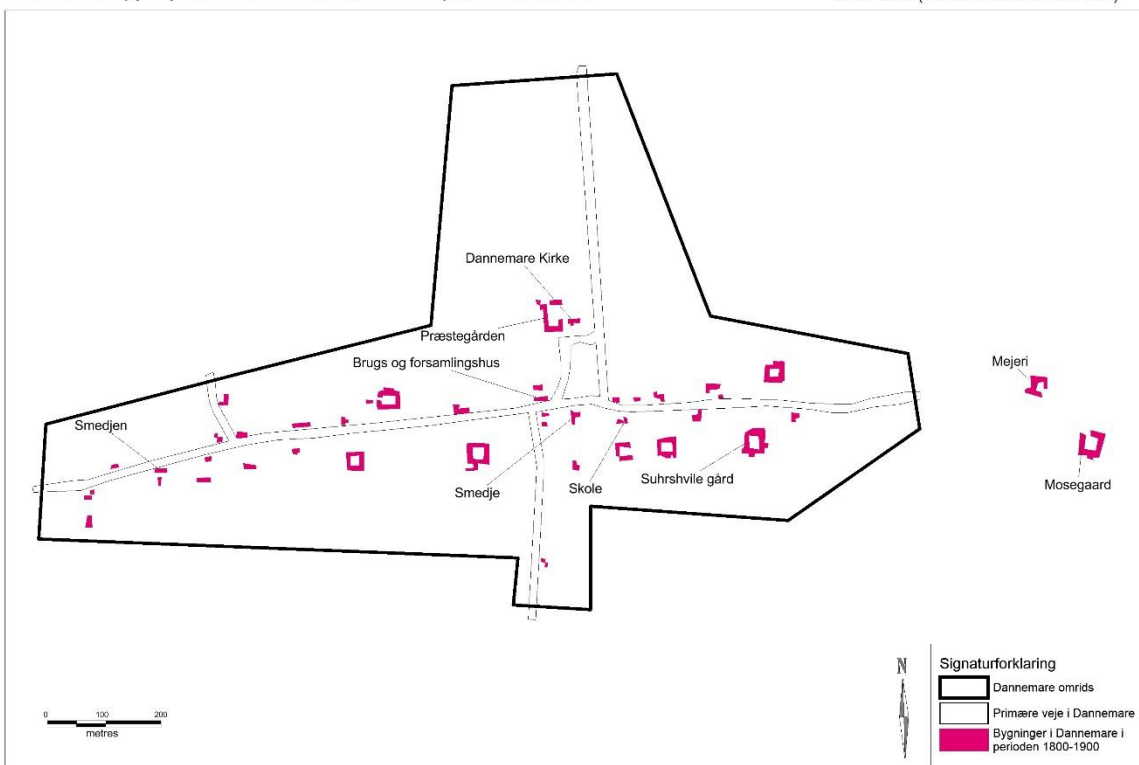 Dannemare Kirke
Præstegården
Brugs og forsamlingshus
Mejeri
Smedjen
Smedje
Skole
Suhrshvile gård
Mosegaard
N
Signaturforklaring
Dannemare omrids
Primære veje i Dannemare
Bygninger i Dannemare i
perioden 1800-1900
0 100 200
metres